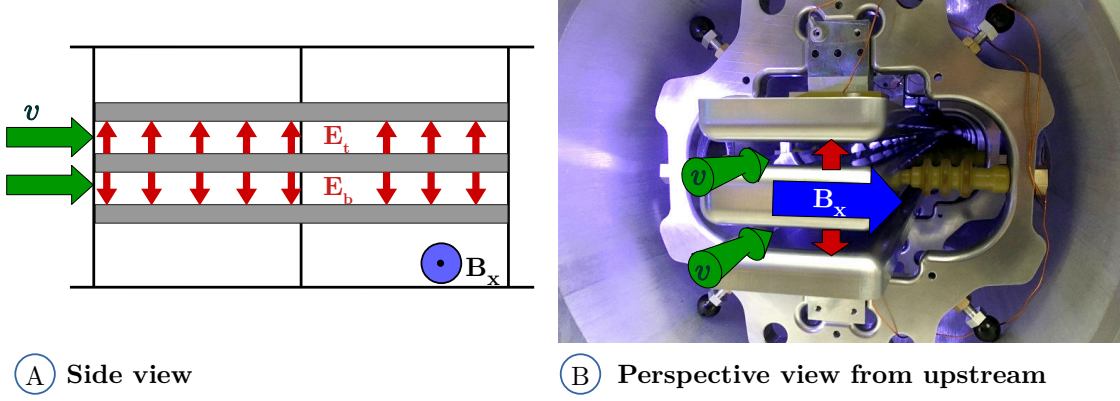 v
E_t
E_b
B_x
v
B_x
v
A Side view
B Perspective view from upstream